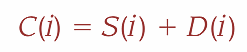 C(i) = S(i) + D(i)